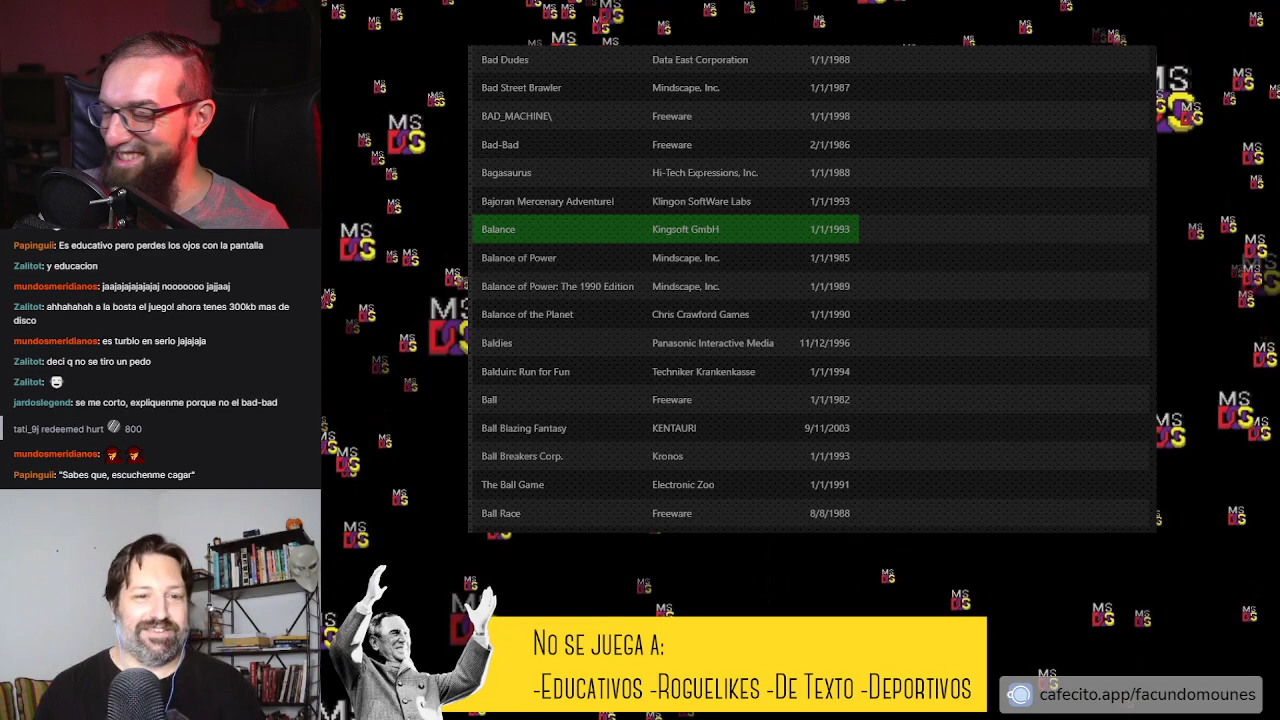 Papinguii: Es educativo pero perdes los ojos con la pantalla
Zalitot: y educacion
mundosmeridianos: jaajajajajajaj nooooooo jajjaaj
Zalitot: ahhahahah a la bosta el juego! ahora tenes 300kb mas de
disco
mundosmeridianos: es turbio en serio jajajaja
Zalitot: deci q no se tiro un pedo
Zalitot:
jardoslegend: se me corto, expliquenme porque no el bad-bad
tati_9j redeemed hurt 800
mundosmeridianos:
Papinguii: "Sabes que, escuchenme cagar"
Bad Dudes Data East Corporation 1/1/1988
Bad Street Brawler Mindscape, Inc. 1/1/1987
BAD_MACHINE\ Freeware 1/1/1998
Bad-Bad Freeware 2/1/1986
Bagasaurus Hi-Tech Expressions, Inc. 1/1/1988
Bajoran Mercenary Adventure! Klingon SoftWare Labs 1/1/1993
Balance Kingsoft GmbH 1/1/1993
Balance of Power Mindscape, Inc. 1/1/1985
Balance of Power: The 1990 Edition Mindscape, Inc. 1/1/1989
Balance of the Planet Chris Crawford Games 1/1/1990
Baldies Panasonic Interactive Media 11/12/1996
Balduin: Run for Fun Techniker Krankenkasse 1/1/1994
Ball Freeware 1/1/1982
Ball Blazing Fantasy KENTAURI 9/11/2003
Ball Breakers Corp. Kronos 1/1/1993
The Ball Game Electronic Zoo 1/1/1991
Ball Race Freeware 8/8/1988
MS
DOS
No se juega a:
-Educativos -Roguelikes -De Texto -Deportivos
cafecito.app/facundomounes